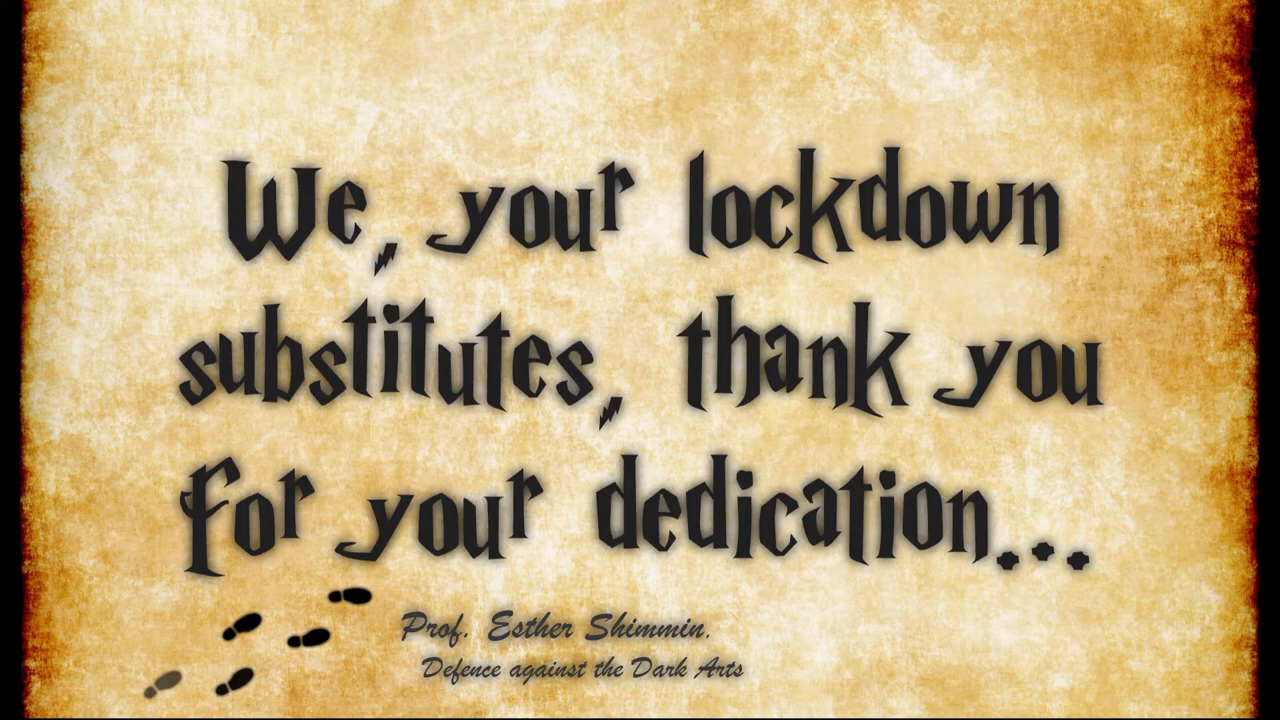 We, your lockdown
substitutes, thank you
for your dedication...
Prof. Esther Shimmin.
Defence against the Dark Arts